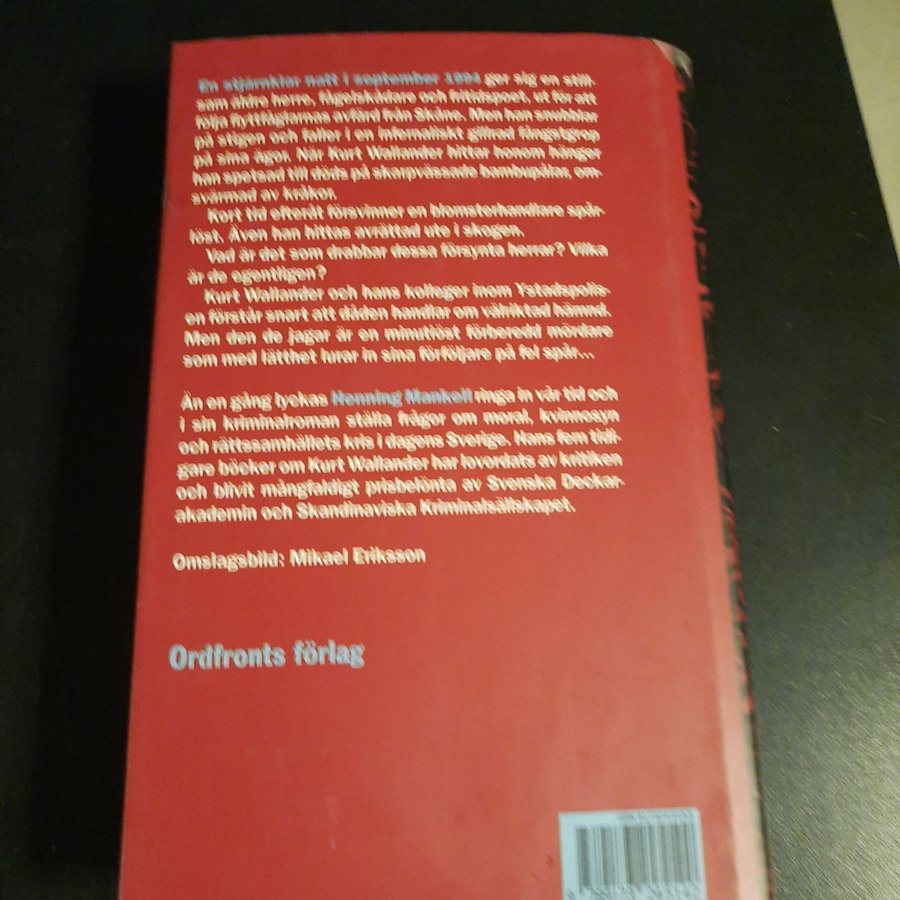 En stjärnklar natt i september 1994 ger sig en still-
sam äldre herre, fågelskådare och fritidspoet, ut för att
följa flyttfåglarnas avfärd från Skåne. Men han snubblar
på stigen och faller i en infernaliskt gillrad fångstgrop
på sina ägor. När Kurt Wallander hittar honom hänger
han spetsad till döds på skarpvässade bambupålar, om-
svärmad av kråkor.
Kort tid efteråt försvinner en blomsterhandlare spår-
löst. Även han hittas avrättad ute i skogen.
Vad är det som drabbar dessa försynta herrar? Vilka
är de egentligen?
Kurt Wallander och hans kolleger inom Ystadspolis-
en förstår snart att dåden handlar om välriktad hämnd.
Men den de jagar är en minutiöst förberedd mördare
som med lätthet lurar in sina förföljare på fel spår...
Än en gång lyckas Henning Mankell ringa in vår tid och
i sin kriminalroman ställa frågor om moral, kvinnosyn
och rättssamhällets kris i dagens Sverige. Hans fem tidi-
gare böcker om Kurt Wallander har lovordats av kritiken
och blivit mångfaldigt prisbelönta av Svenska Deckar-
akademin och Skandinaviska Kriminalsällskapet.
Omslagsbild: Mikael Eriksson
Ordfronts förlag